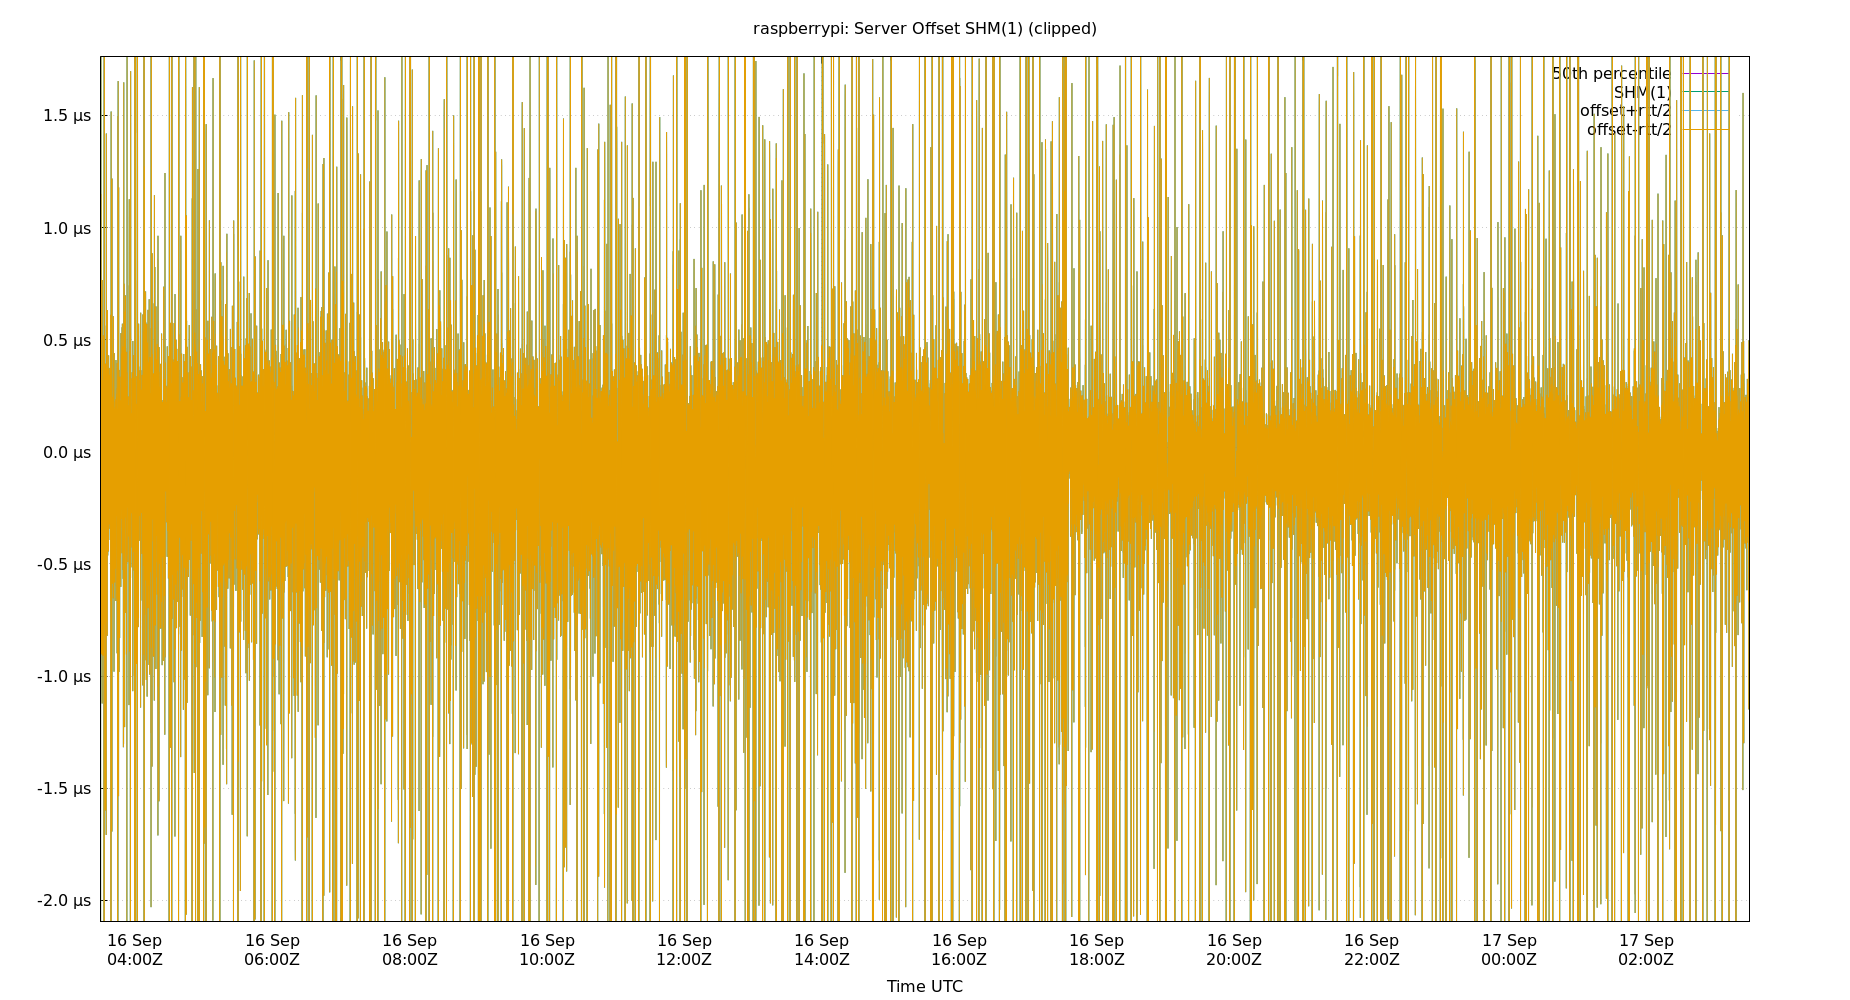 raspberrypi: Server Offset SHM(1) (clipped)
50th percentile
SHM(1)
offset+rtt/2
offset-rtt/2
1.5 µs
1.0 µs
0.5 µs
0.0 µs
-0.5 µs
-1.0 µs
-1.5 µs
-2.0 µs
16 Sep 16 Sep 16 Sep 16 Sep 16 Sep 16 Sep 16 Sep 16 Sep 16 Sep 16 Sep 17 Sep 17 Sep
04:00Z 06:00Z 08:00Z 10:00Z 12:00Z 14:00Z 16:00Z 18:00Z 20:00Z 22:00Z 00:00Z 02:00Z
Time UTC